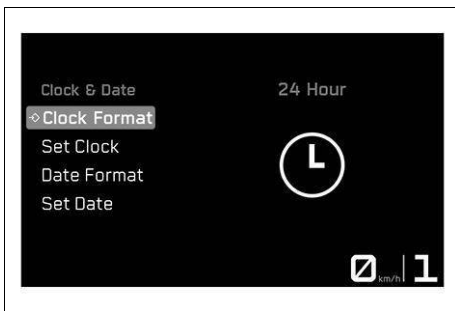 Clock & Date
24 Hour
Clock Format
Set Clock
Date Format
Set Date
0 km/h 1